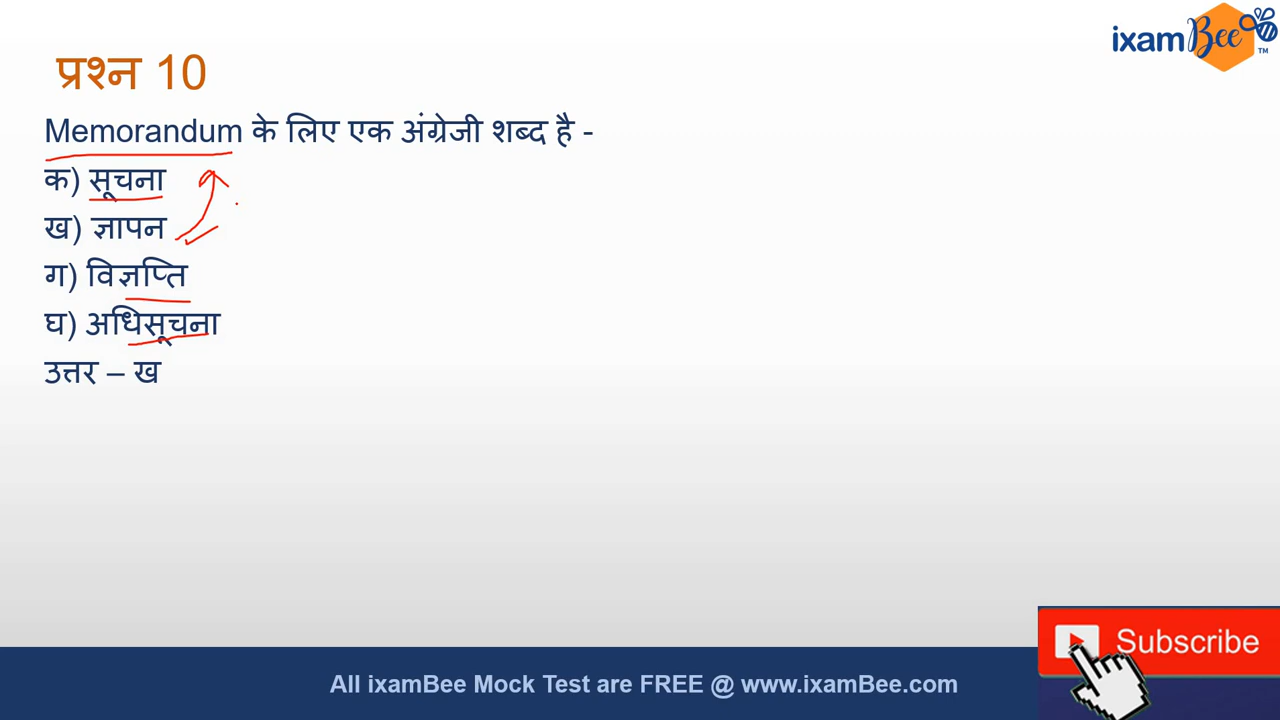 ixamBee™
प्रश्न 10
Memorandum के लिए एक अंग्रेजी शब्द है -
क) सूचना
ख) ज्ञापन
ग) विज्ञप्ति
घ) अधिसूचना
उत्तर – ख
Subscribe
All ixamBee Mock Test are FREE @ www.ixamBee.com